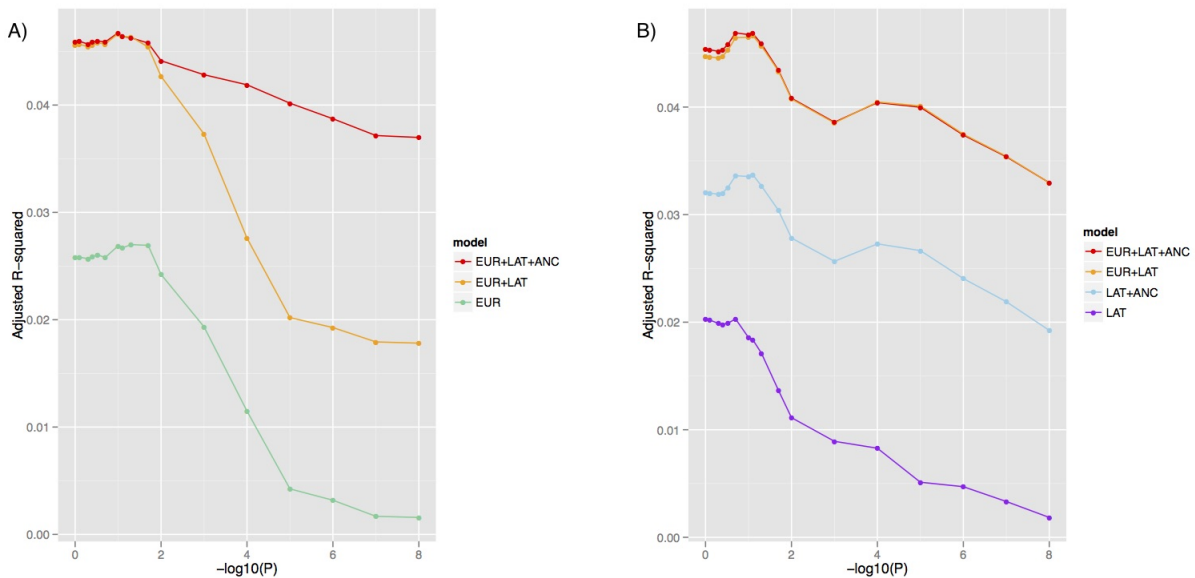 A)
0.04
0.03
0.02
0.01
0.00
Adjusted R−squared
0 2 4 6 8
−log10(P)
model
EUR+LAT+ANC
EUR+LAT
EUR
B)
0.04
0.03
0.02
0.01
0.00
Adjusted R−squared
0 2 4 6 8
−log10(P)
model
EUR+LAT+ANC
EUR+LAT
LAT+ANC
LAT